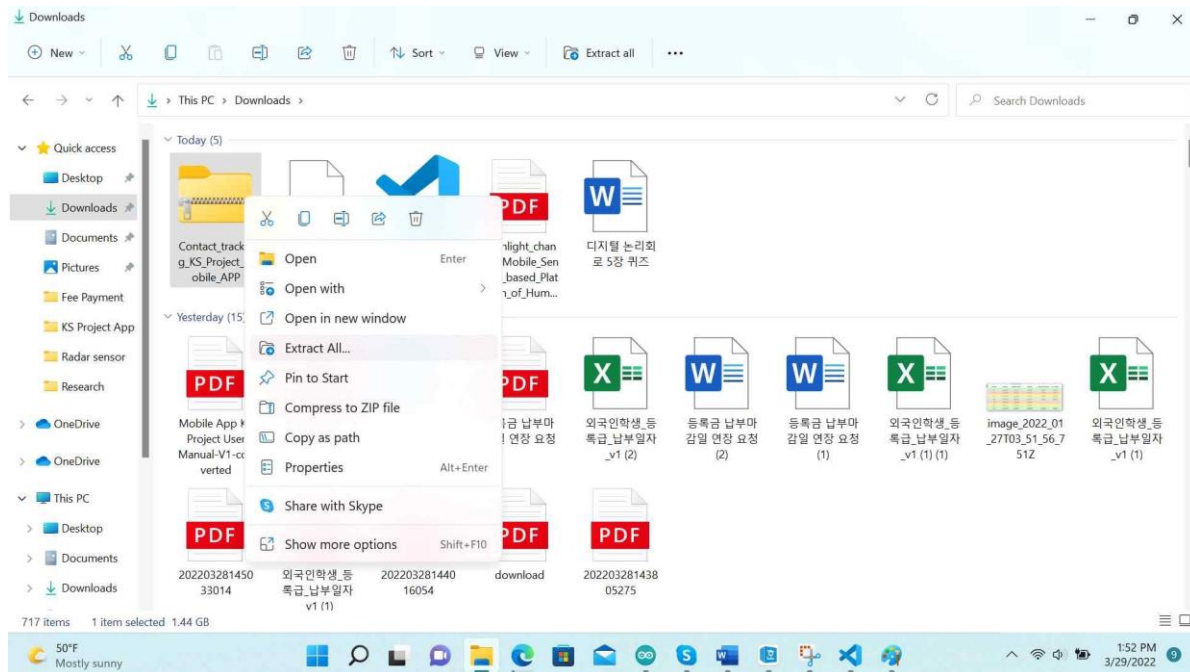 Downloads
New
Sort
View
Extract all
This PC > Downloads >
Search Downloads
Quick access
Desktop
Downloads
Documents
Pictures
Fee Payment
KS Project App
Radar sensor
Research
OneDrive
OneDrive
This PC
Desktop
Documents
Downloads
Today (5)
Contact_track
g_KS_Project_
obile_APP
PDF
Mobile_Sen
_based_Plat
W
디지털 논리회
로 5장 퀴즈
Open Enter
Open with
Open in new window
Extract All...
Pin to Start
Compress to ZIP file
Copy as path
Properties Alt+Enter
Share with Skype
Show more options Shift+F10
Yesterday (15)
PDF
Mobile App
Project User
Manual-V1-co
verted
PDF
납부마
연장 요청
X
외국인학생_등
록급_납부일자
_v1 (2)
W
등록금 납부마
감일 연장 요청
(2)
W
등록금 납부마
감일 연장 요청
(1)
X
외국인학생_등
록급_납부일자
_v1 (1) (1)
image_2022_01
_27T03_51_56_7
51Z
X
외국인학생_등
록급_납부일자
_v1 (1)
PDF
202203281450
33014
외국인학생_등
록급_납부일자
v1 (1)
202203281440
16054
PDF
download
PDF
202203281438
05275
717 items 1 item selected 1.44 GB
50°F
Mostly sunny
1:52 PM
3/29/2022
9